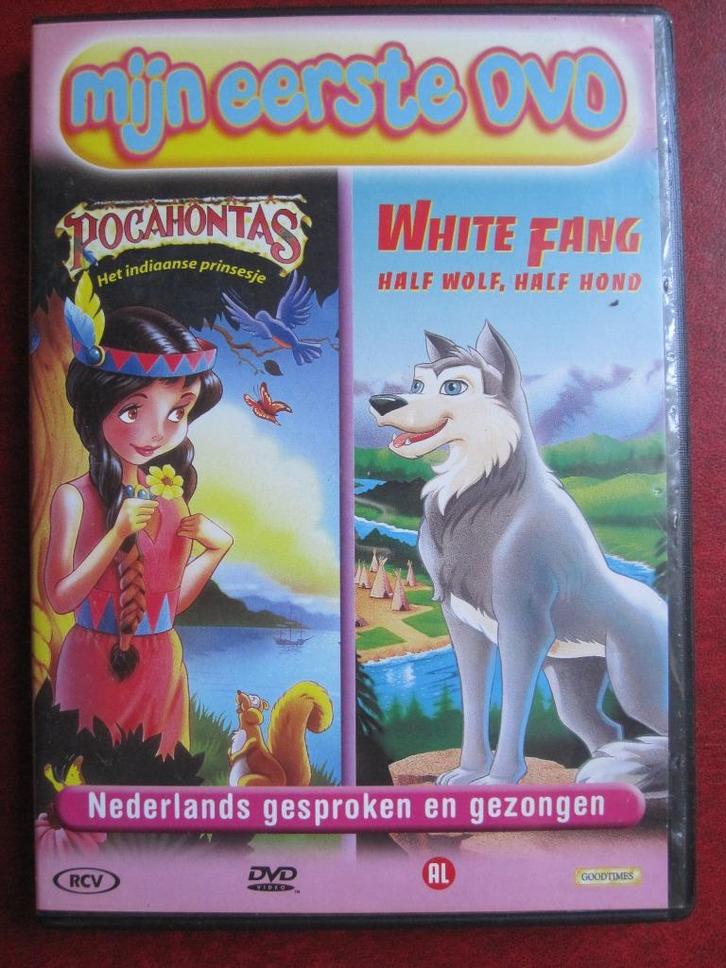 mijn eerste DVD
POCAHONTAS
Het indiaanse prinsesje
WHITE FANG
HALF WOLF, HALF HOND
Nederlands gesproken en gezongen
RCV
DVD
VIDEO
TM
AL
GOODTIMES